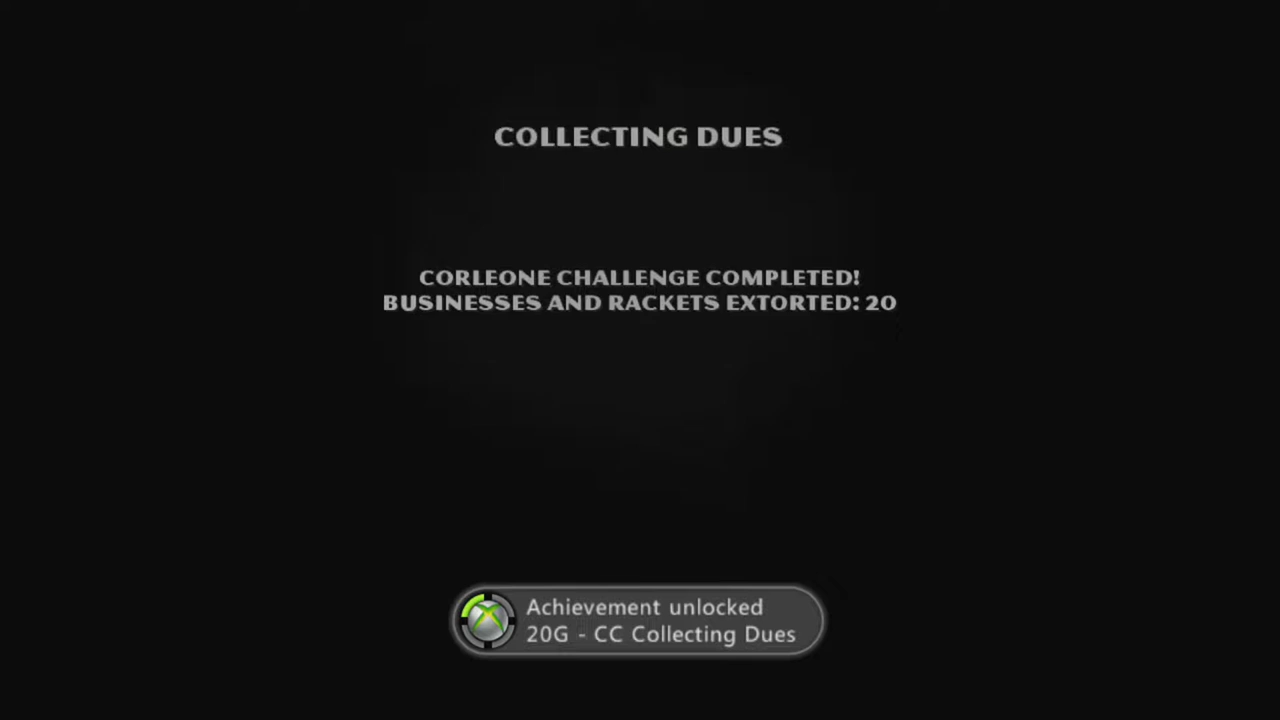 COLLECTING DUES
CORLEONE CHALLENGE COMPLETED!
BUSINESSES AND RACKETS EXTORTED: 20
Achievement unlocked
20G - CC Collecting Dues